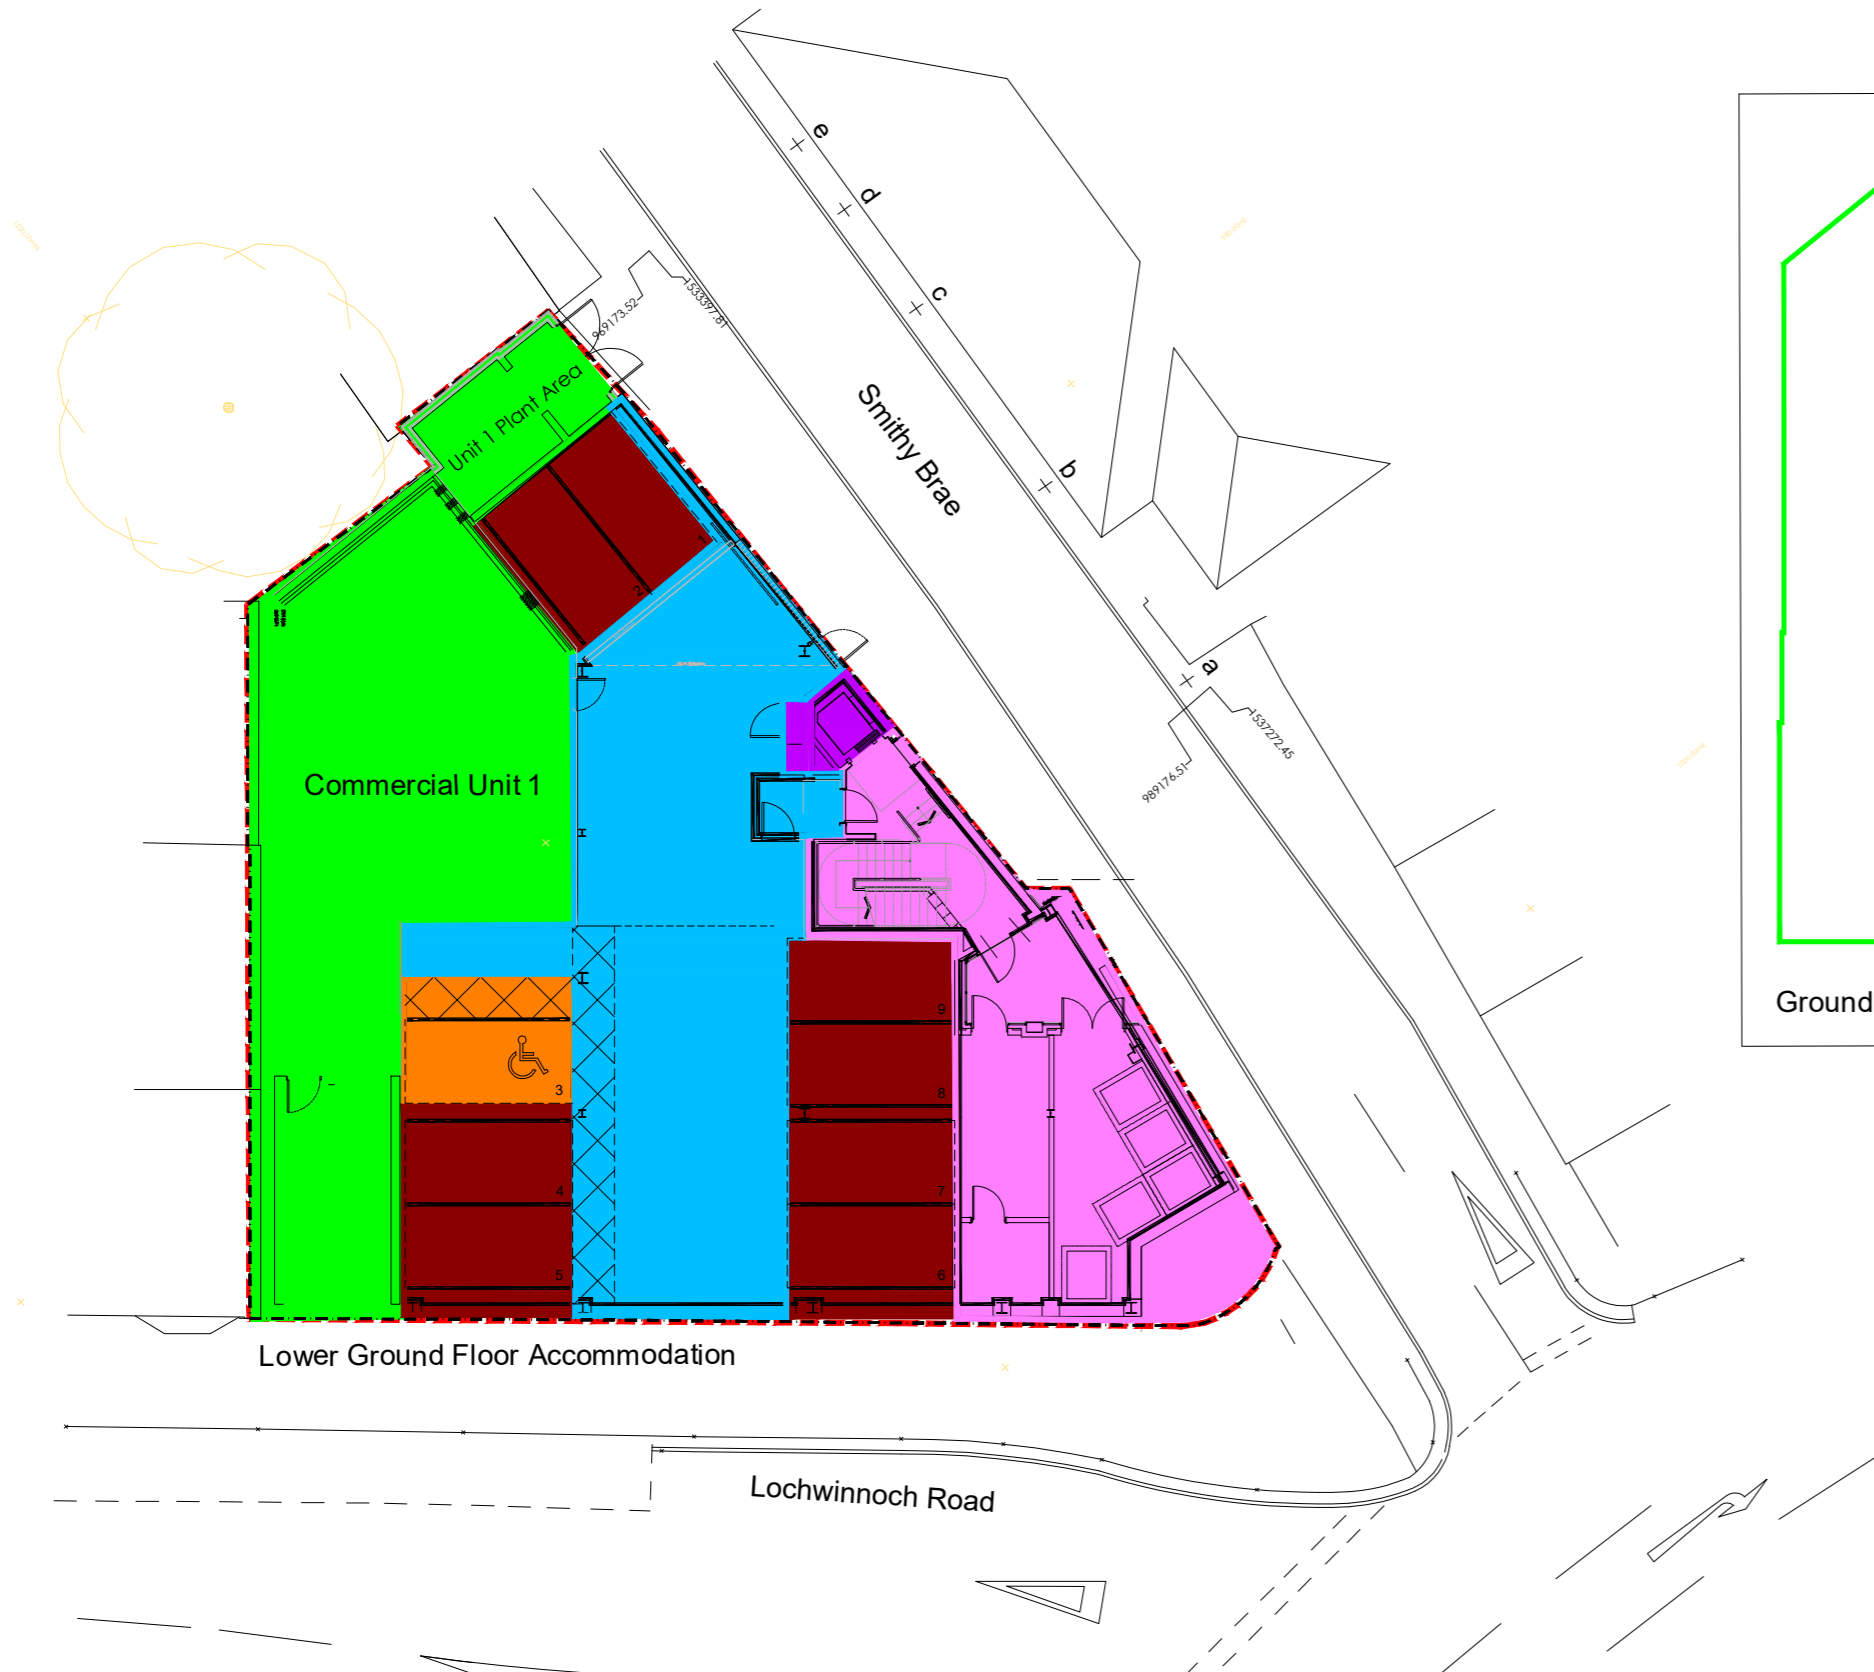 e
d
c
b
a
969173.52
1533397.81
Smithy Brae
Unit 1 Plant Area
1
2
1537272.45
989176.51
Commercial Unit 1
Ground
9
3
8
4
7
5
6
Lower Ground Floor Accommodation
Lochwinnoch Road